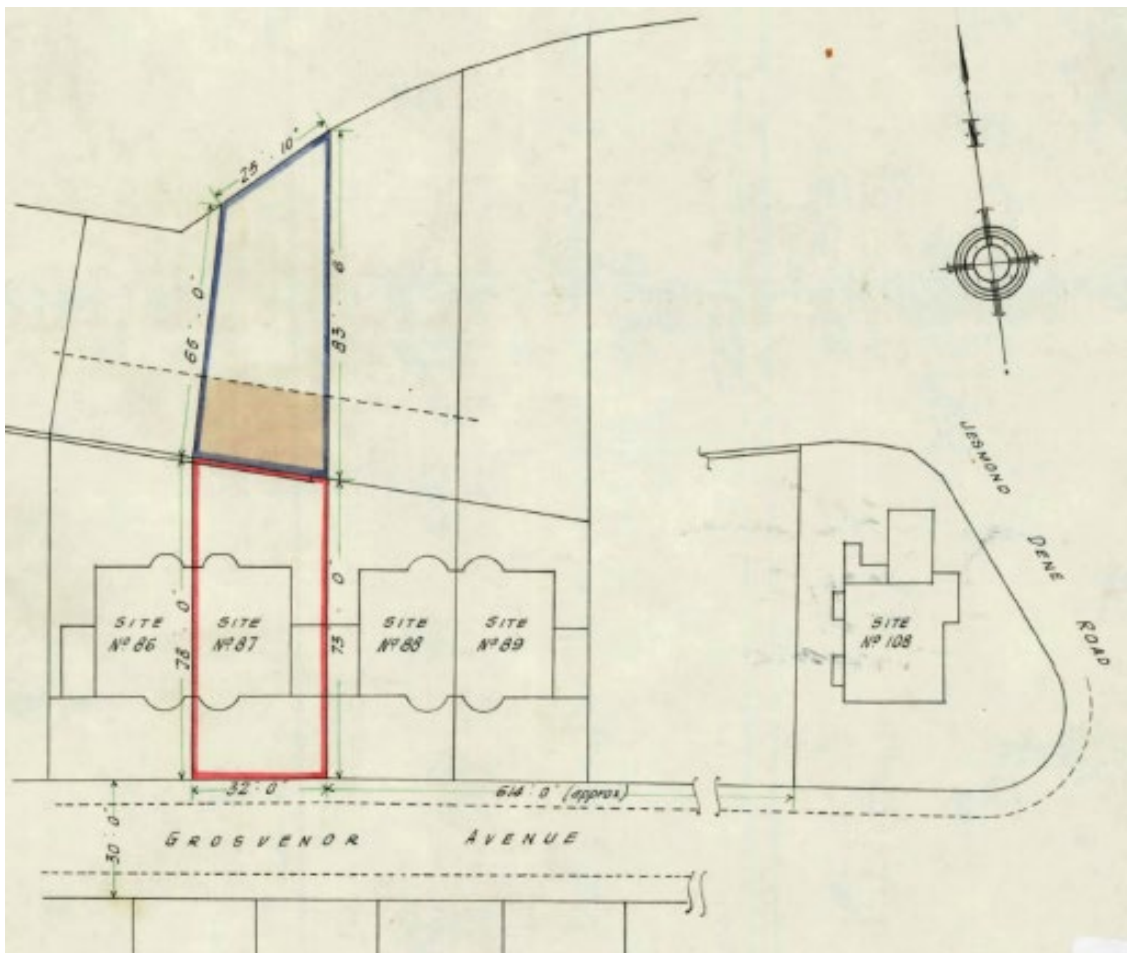 25'.10"
N
66'.0"
83'.6"
JESMOND
DENE
ROAD
SITE
Nº 86
SITE
Nº 87
SITE
Nº 88
SITE
Nº 89
SITE
Nº 108
78'.0"
73'.0"
32'.0"
614'.0" (approx)
30'.0"
GROSVENOR AVENUE